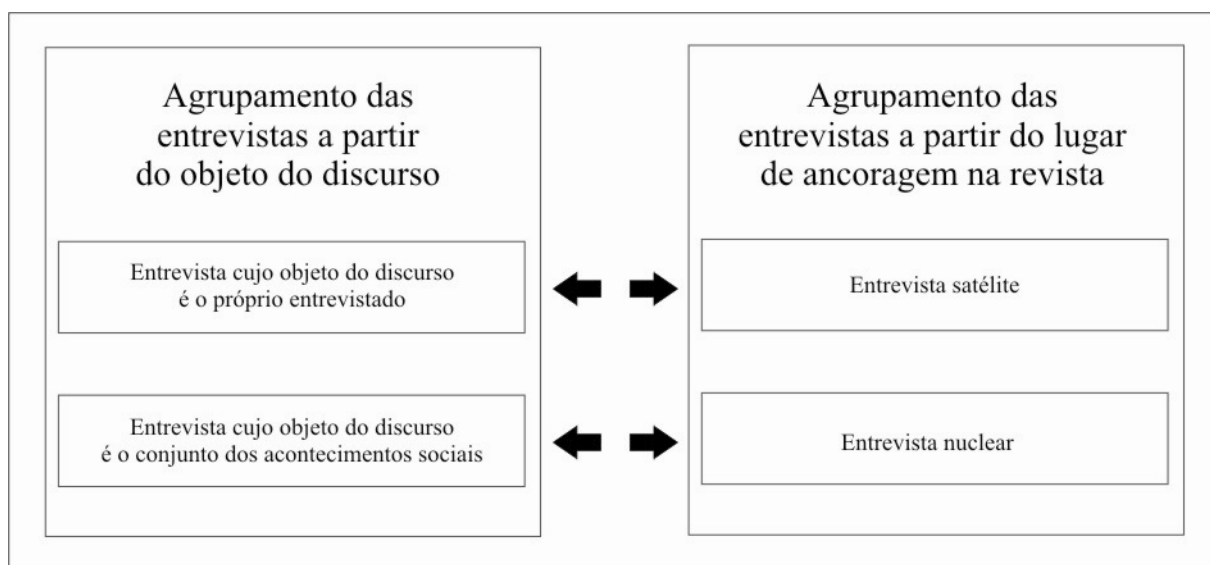 Agrupamento das
entrevistas a partir
do objeto do discurso
Entrevista cujo objeto do discurso
é o próprio entrevistado
Entrevista cujo objeto do discurso
é o conjunto dos acontecimentos sociais
Agrupamento das
entrevistas a partir do lugar
de ancoragem na revista
Entrevista satélite
Entrevista nuclear